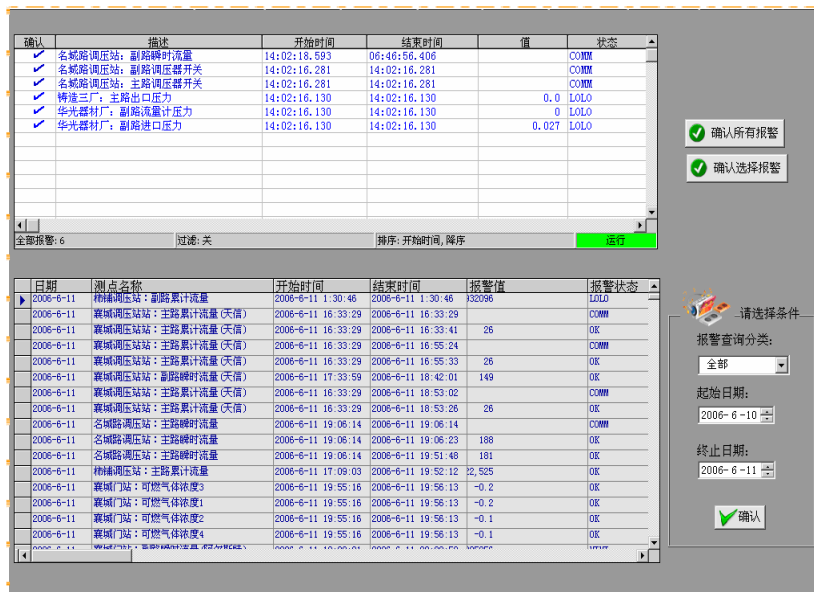 确认 描述 开始时间 结束时间 值 状态
名城路调压站: 副路瞬时流量 14:02:18.593 06:46:56.406 COMM
名城路调压站: 副路调压器开关 14:02:16.281 14:02:16.281 COMM
名城路调压站: 主路调压器开关 14:02:16.281 14:02:16.281 COMM
铸造三厂: 主路出口压力 14:02:16.130 14:02:16.130 0.0 LOLO
华光器材厂: 副路流量计压力 14:02:16.130 14:02:16.130 0 LOLO
华光器材厂: 副路进口压力 14:02:16.130 14:02:16.130 0.027 LOLO
全部报警: 6 过滤: 关 排序: 开始时间, 降序 运行
确认所有报警
确认选择报警
日期 测点名称 开始时间 结束时间 报警值 报警状态
2006-6-11 柿铺调压站: 副路累计流量 2006-6-11 1:30:46 2006-6-11 1:30:46 32096 LOLO
2006-6-11 襄城调压站站: 主路累计流量(天信) 2006-6-11 16:33:29 2006-6-11 16:33:29 COMM
2006-6-11 襄城调压站站: 主路累计流量(天信) 2006-6-11 16:33:29 2006-6-11 16:33:41 26 OK
2006-6-11 襄城调压站站: 主路累计流量(天信) 2006-6-11 16:33:29 2006-6-11 16:55:24 COMM
2006-6-11 襄城调压站站: 主路累计流量(天信) 2006-6-11 16:33:29 2006-6-11 16:55:33 26 OK
2006-6-11 襄城调压站站: 副路瞬时流量(天信) 2006-6-11 17:33:59 2006-6-11 18:42:01 149 OK
2006-6-11 襄城调压站站: 主路累计流量(天信) 2006-6-11 16:33:29 2006-6-11 18:53:02 COMM
2006-6-11 襄城调压站站: 主路累计流量(天信) 2006-6-11 16:33:29 2006-6-11 18:53:26 26 OK
2006-6-11 名城路调压站: 主路瞬时流量 2006-6-11 19:06:14 2006-6-11 19:06:14 COMM
2006-6-11 名城路调压站: 主路瞬时流量 2006-6-11 19:06:14 2006-6-11 19:06:23 188 OK
2006-6-11 名城路调压站: 主路瞬时流量 2006-6-11 19:06:14 2006-6-11 19:51:48 181 OK
2006-6-11 柿铺调压站: 主路累计流量 2006-6-11 17:09:03 2006-6-11 19:52:12 2,525 OK
2006-6-11 襄城门站: 可燃气体浓度3 2006-6-11 19:55:16 2006-6-11 19:56:13 -0.2 OK
2006-6-11 襄城门站: 可燃气体浓度1 2006-6-11 19:55:16 2006-6-11 19:56:13 -0.2 OK
2006-6-11 襄城门站: 可燃气体浓度2 2006-6-11 19:55:16 2006-6-11 19:56:13 -0.1 OK
2006-6-11 襄城门站: 可燃气体浓度4 2006-6-11 19:55:16 2006-6-11 19:56:13 -0.1 OK
请选择条件
报警查询分类:
全部
起始日期:
2006- 6 -10
终止日期:
2006- 6 -11
确认